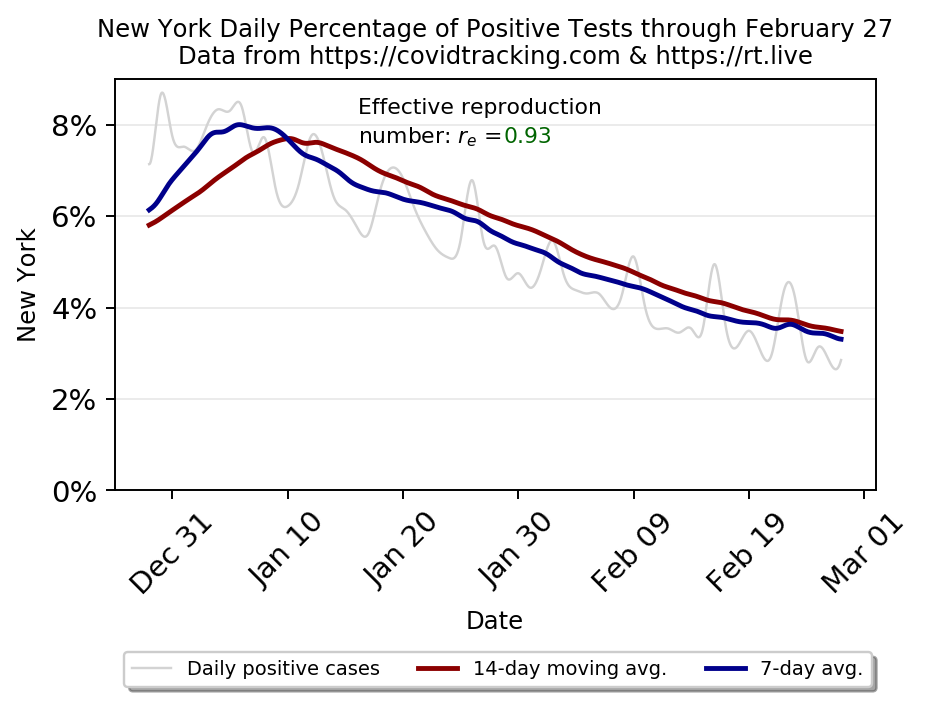 New York Daily Percentage of Positive Tests through February 27
Data from https://covidtracking.com & https://rt.live
Effective reproduction
number: rₑ =0.93
8%
6%
4%
2%
0%
New York
Dec 31
Jan 10
Jan 20
Jan 30
Feb 09
Feb 19
Mar 01
Date
Daily positive cases
14-day moving avg.
7-day avg.